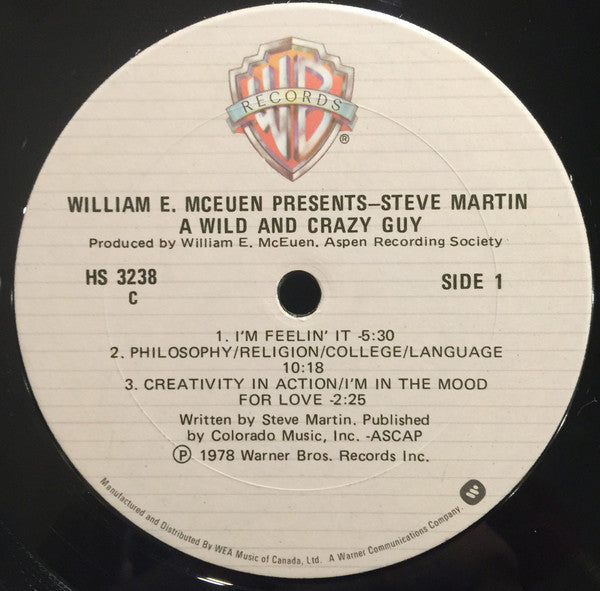 WB
RECORDS
®
WILLIAM E. MCEUEN PRESENTS—STEVE MARTIN
A WILD AND CRAZY GUY
Produced by William E. McEuen. Aspen Recording Society
HS 3238
C
SIDE 1
1. I'M FEELIN' IT -5:30
2. PHILOSOPHY/RELIGION/COLLEGE/LANGUAGE
10:18
3. CREATIVITY IN ACTION/I'M IN THE MOOD
FOR LOVE -2:25
Written by Steve Martin. Published
by Colorado Music, Inc. -ASCAP
Ⓟ 1978 Warner Bros. Records Inc.
Manufactured and Distributed By WEA Music of Canada, Ltd. A Warner Communications Company